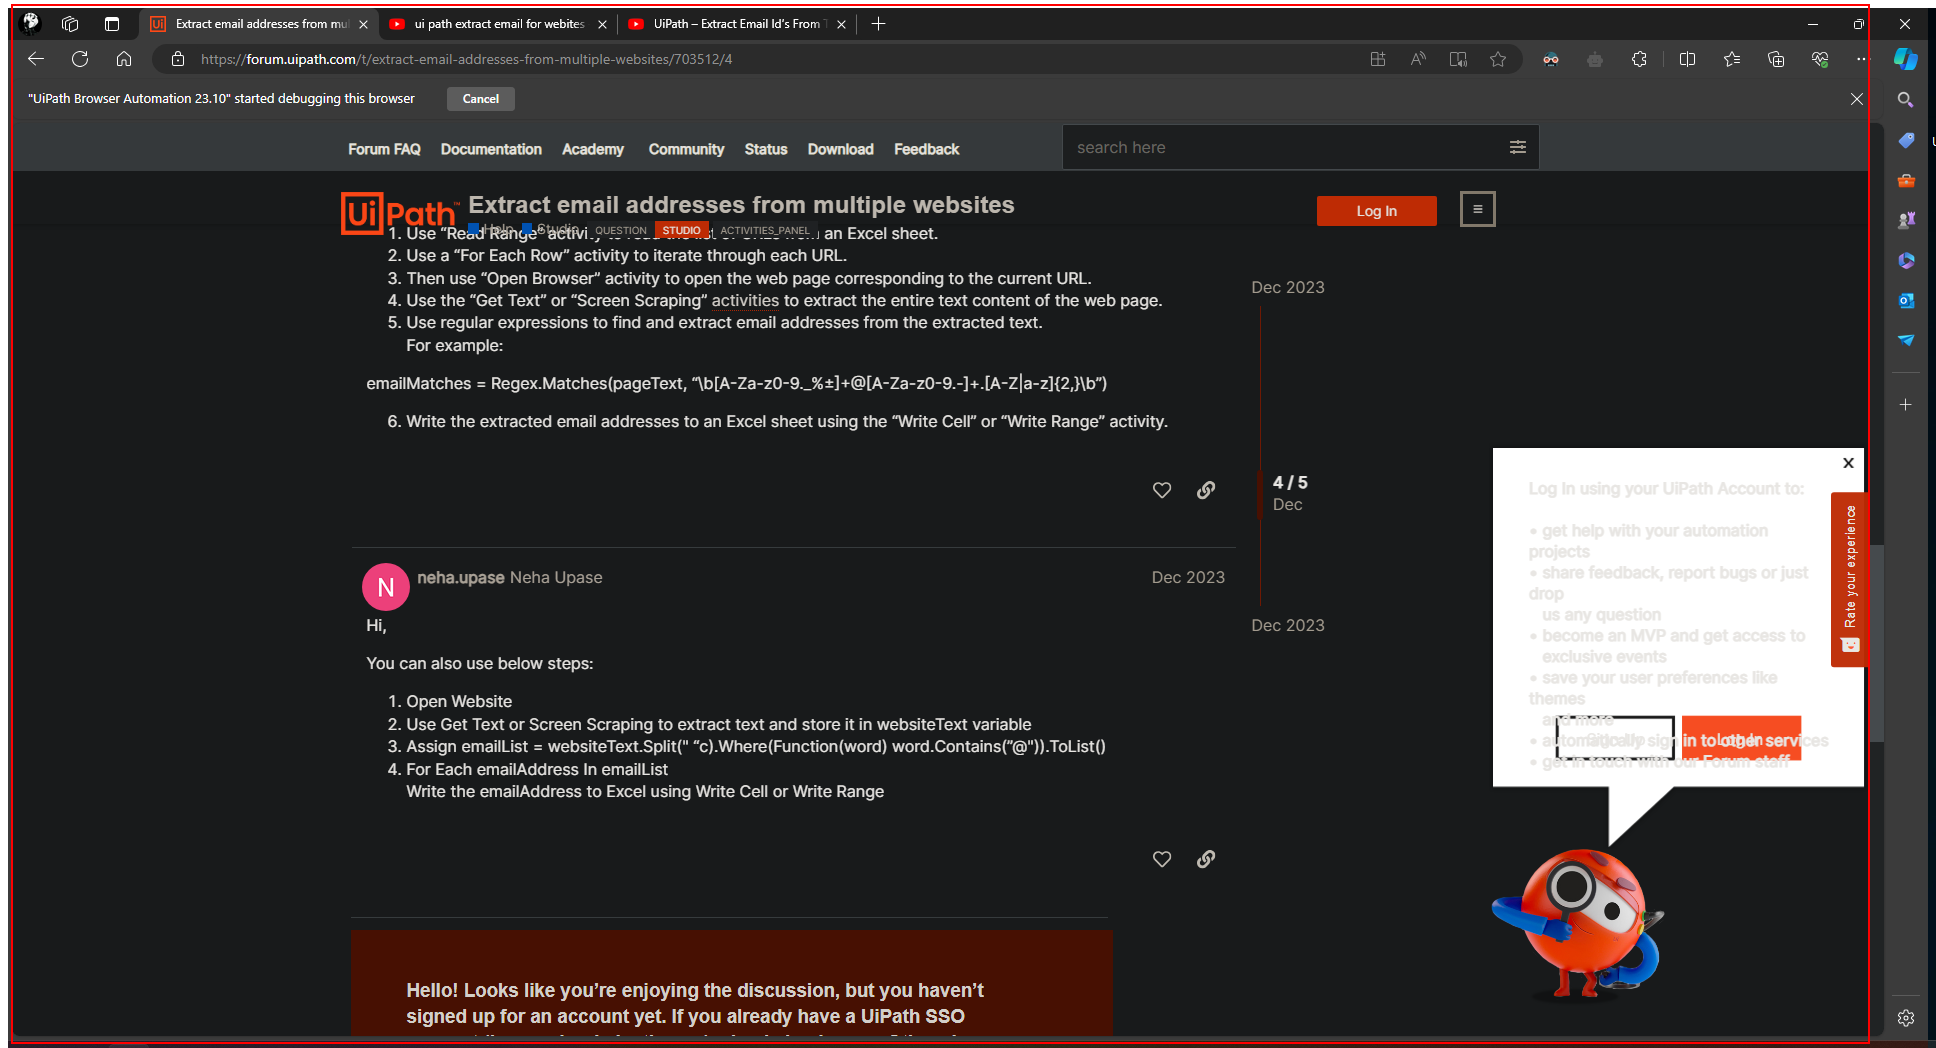 Extract email addresses from mu
ui path extract email for webites
UiPath – Extract Email Id's From T
https://forum.uipath.com/t/extract-email-addresses-from-multiple-websites/703512/4
"UiPath Browser Automation 23.10" started debugging this browser
Cancel
Forum FAQ Documentation Academy Community Status Download Feedback
search here
UiPath™
Extract email addresses from multiple websites
Help Studio QUESTION STUDIO ACTIVITIES_PANEL
Log In
1. Use “Read Range” activity to read the list of URLs from an Excel sheet.
2. Use a “For Each Row” activity to iterate through each URL.
3. Then use “Open Browser“ activity to open the web page corresponding to the current URL.
4. Use the “Get Text” or “Screen Scraping” activities to extract the entire text content of the web page.
5. Use regular expressions to find and extract email addresses from the extracted text.
For example:
emailMatches = Regex.Matches(pageText, “\b[A-Za-z0-9._%±]+@[A-Za-z0-9.-]+.[A-Z|a-z]{2,}\b”)
6. Write the extracted email addresses to an Excel sheet using the “Write Cell” or “Write Range” activity.
Dec 2023
4 / 5
Dec
Dec 2023
N
neha.upase Neha Upase
Dec 2023
Hi,
You can also use below steps:
1. Open Website
2. Use Get Text or Screen Scraping to extract text and store it in websiteText variable
3. Assign emailList = websiteText.Split(" “c).Where(Function(word) word.Contains(”@")).ToList()
4. For Each emailAddress In emailList
Write the emailAddress to Excel using Write Cell or Write Range
Hello! Looks like you’re enjoying the discussion, but you haven’t
signed up for an account yet. If you already have a UiPath SSO
X
Log In using your UiPath Account to:
• get help with your automation
projects
• share feedback, report bugs or just
drop
us any question
• become an MVP and get access to
exclusive events
• save your user preferences like
themes
and more
• automatically sign in to other services
• get in touch with our Forum staff
Sign Up
Log In
Rate your experience